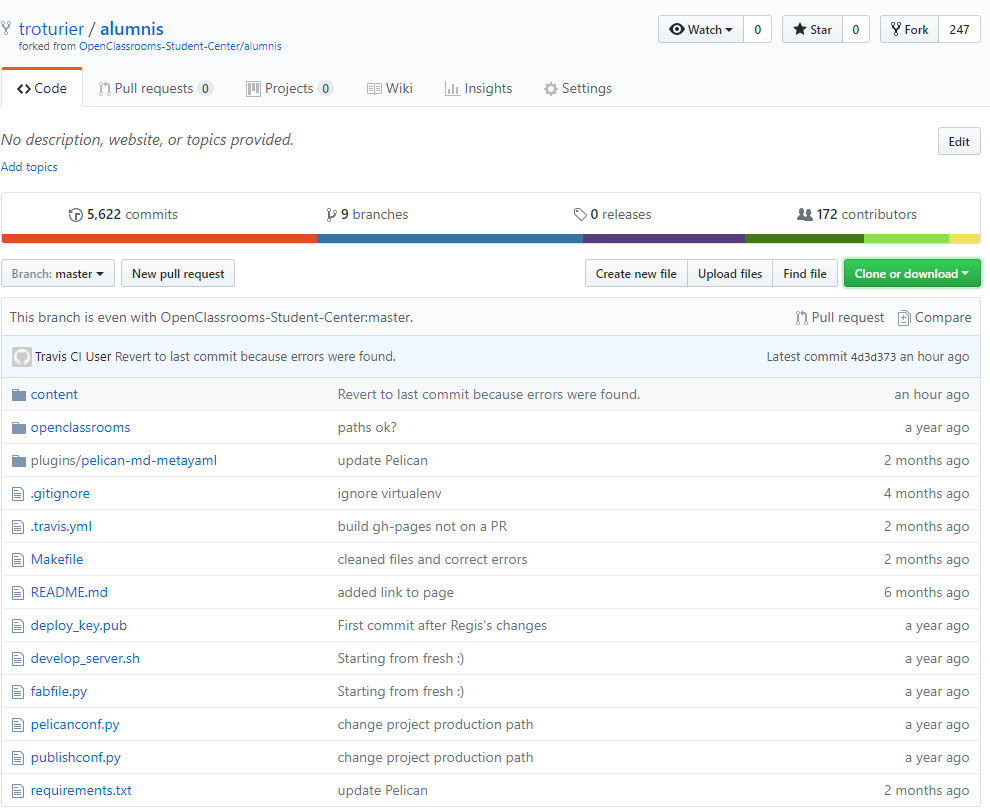 troturier / alumnis
Watch 0 Star 0 Fork 247
forked from OpenClassrooms-Student-Center/alumnis
Code Pull requests 0 Projects 0 Wiki Insights Settings
No description, website, or topics provided.
Edit
Add topics
5,622 commits 9 branches 0 releases 172 contributors
Branch: master New pull request Create new file Upload files Find file Clone or download
This branch is even with OpenClassrooms-Student-Center:master. Pull request Compare
Travis CI User Revert to last commit because errors were found. Latest commit 4d3d373 an hour ago
content Revert to last commit because errors were found. an hour ago
openclassrooms paths ok? a year ago
plugins/pelican-md-metayaml update Pelican 2 months ago
.gitignore ignore virtualenv 4 months ago
.travis.yml build gh-pages not on a PR 2 months ago
Makefile cleaned files and correct errors 2 months ago
README.md added link to page 6 months ago
deploy_key.pub First commit after Regis's changes a year ago
develop_server.sh Starting from fresh :) a year ago
fabfile.py Starting from fresh :) a year ago
pelicanconf.py change project production path a year ago
publishconf.py change project production path a year ago
requirements.txt update Pelican 2 months ago